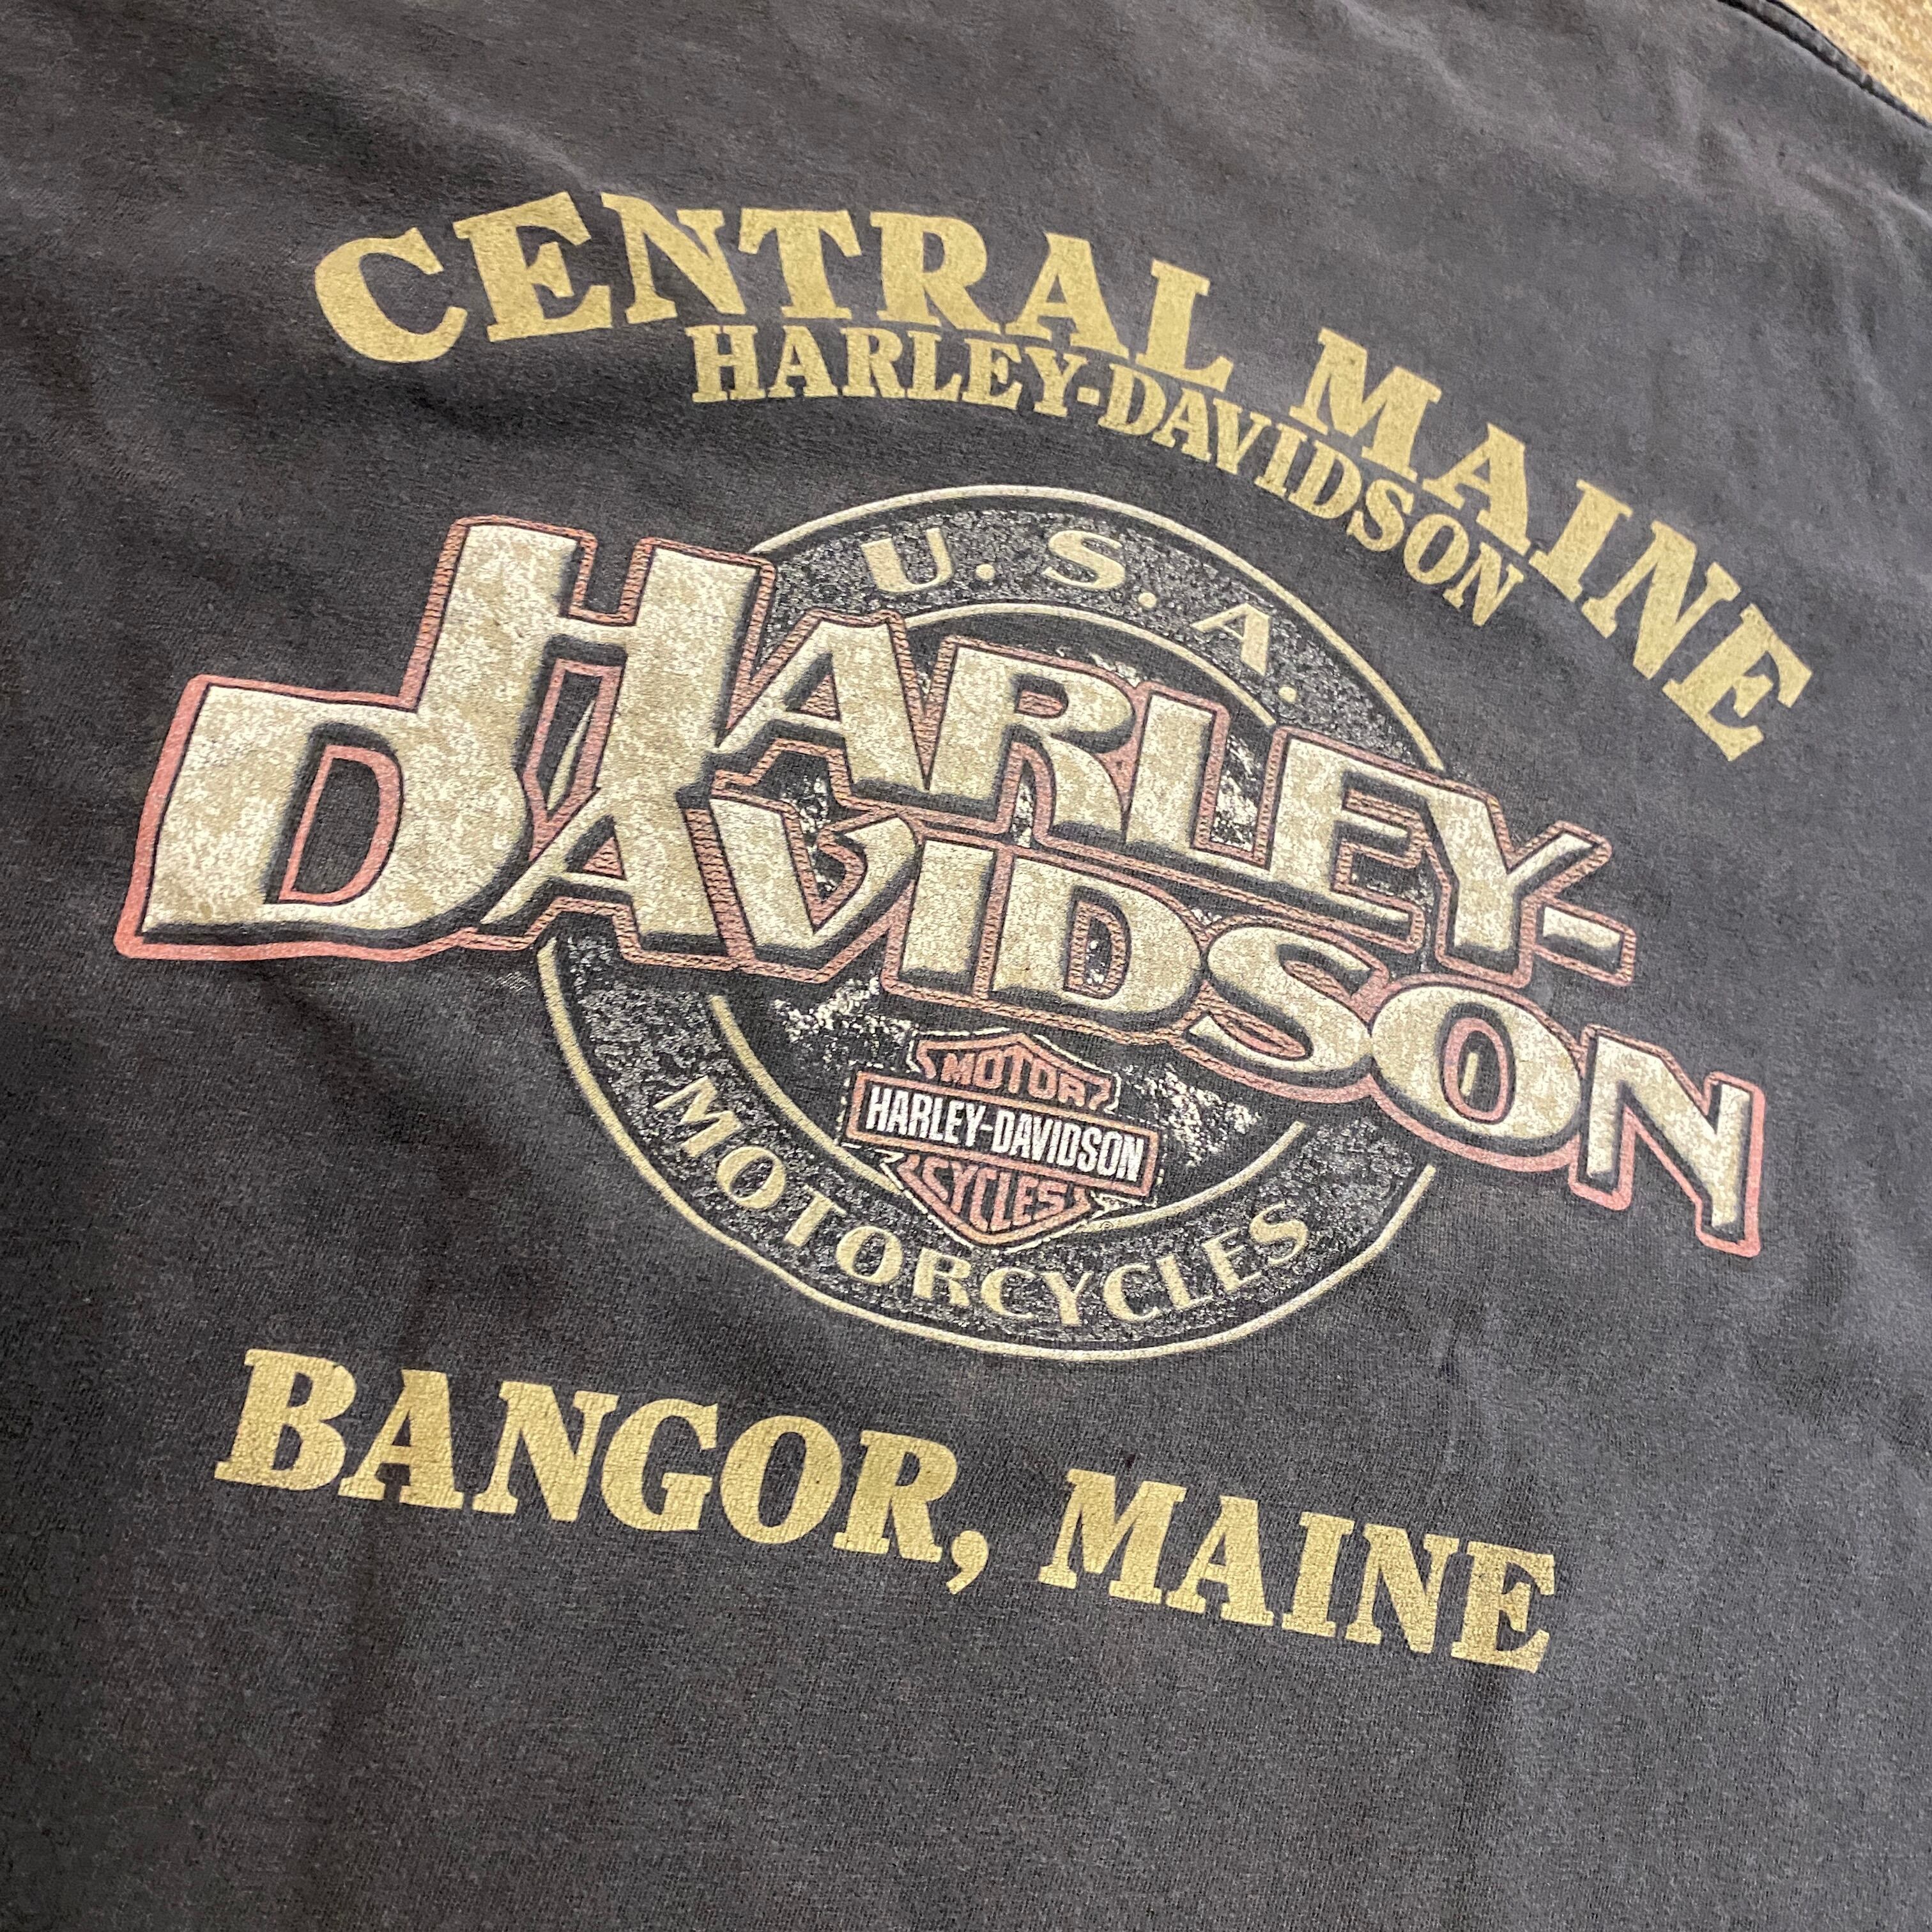 CENTRAL MAINE
HARLEY-DAVIDSON
U.S.A.
HARLEY-
DAVIDSON
MOTOR
HARLEY-DAVIDSON
CYCLES
®
MOTORCYCLES
BANGOR, MAINE